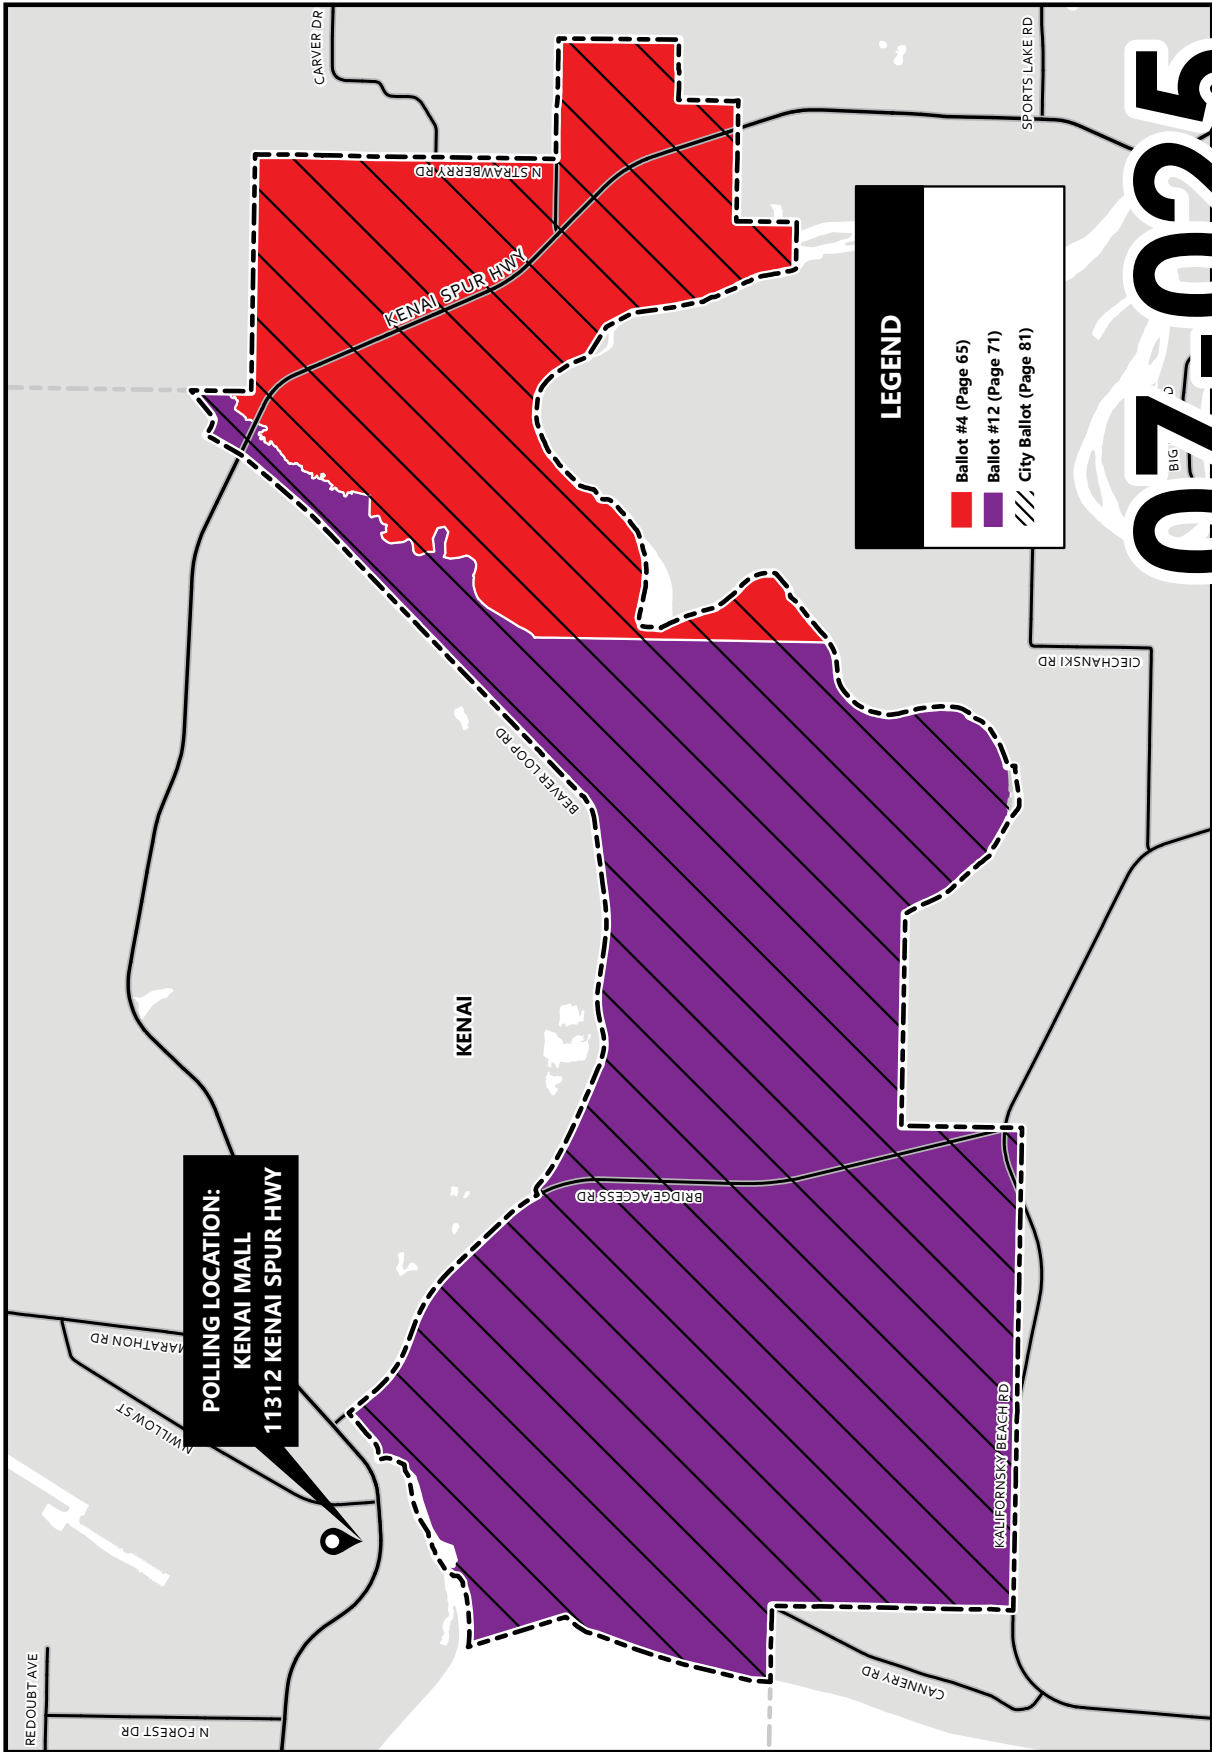 07-025
CARVER DR
SPORTS LAKE RD
N STRAWBERRY RD
KENAI SPUR HWY
LEGEND
Ballot #4 (Page 65)
Ballot #12 (Page 71)
City Ballot (Page 81)
BIG
D
CIECHANSKI RD
BEAVER LOOP RD
KENAI
BRIDGE ACCESS RD
POLLING LOCATION:
KENAI MALL
11312 KENAI SPUR HWY
MARATHON RD
N WILLOW ST
KALIFORNSKY BEACH RD
CANNERY RD
REDOUBT AVE
N FOREST DR